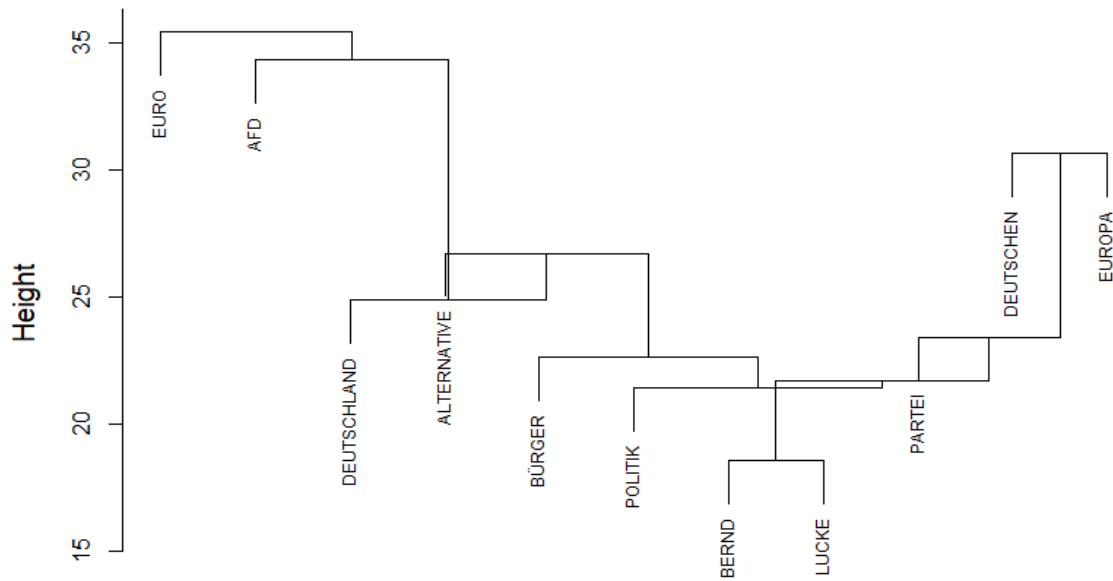 35
30
25
20
15
Height
EURO
AFD
DEUTSCHLAND
ALTERNATIVE
BÜRGER
POLITIK
BERND
LUCKE
PARTEI
DEUTSCHEN
EUROPA